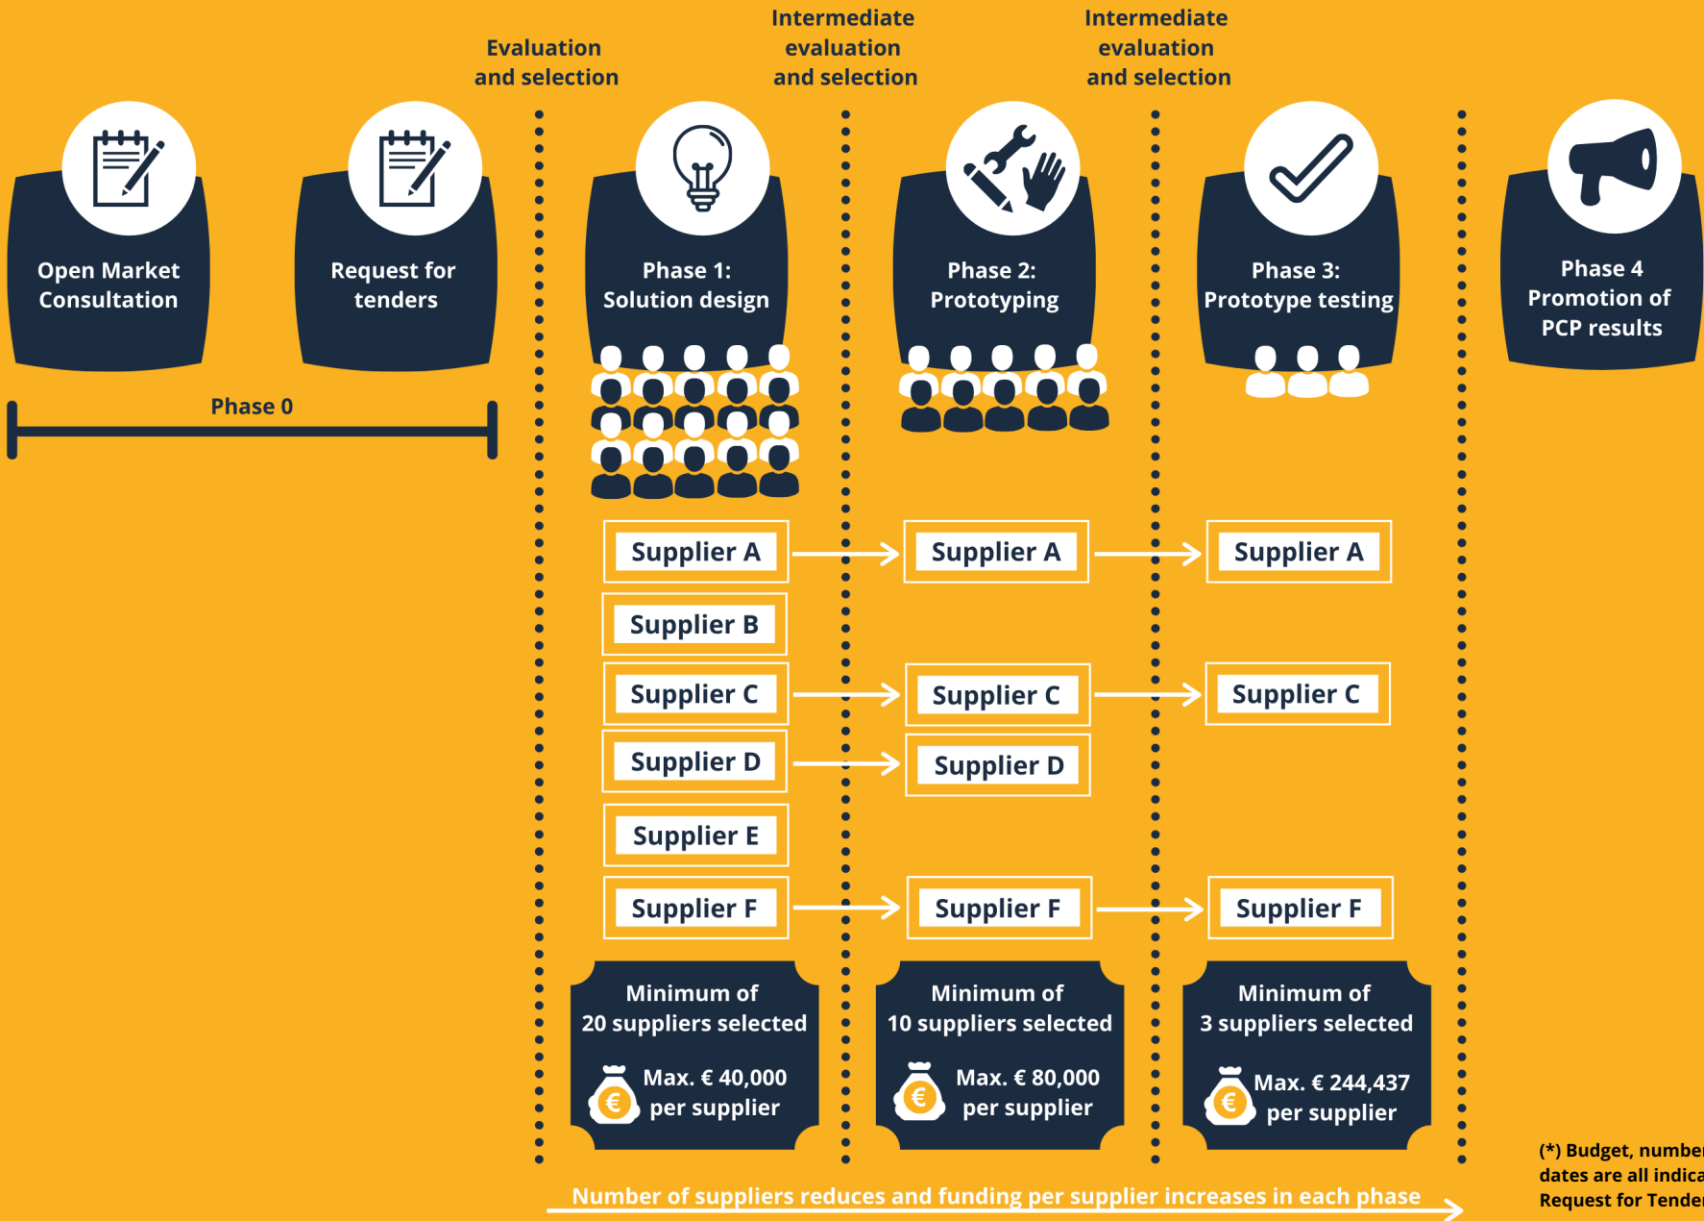 Evaluation
and selection
Intermediate
evaluation
and selection
Intermediate
evaluation
and selection
Open Market
Consultation
Request for
tenders
Phase 1:
Solution design
Phase 2:
Prototyping
Phase 3:
Prototype testing
Phase 4
Promotion of
PCP results
Phase 0
Supplier A
Supplier A
Supplier A
Supplier B
Supplier C
Supplier C
Supplier C
Supplier D
Supplier D
Supplier E
Supplier F
Supplier F
Supplier F
Minimum of
20 suppliers selected
€
Max. € 40,000
per supplier
Minimum of
10 suppliers selected
€
Max. € 80,000
per supplier
Minimum of
3 suppliers selected
€
Max. € 244,437
per supplier
(*) Budget, number
dates are all indica
Request for Tender
Number of suppliers reduces and funding per supplier increases in each phase